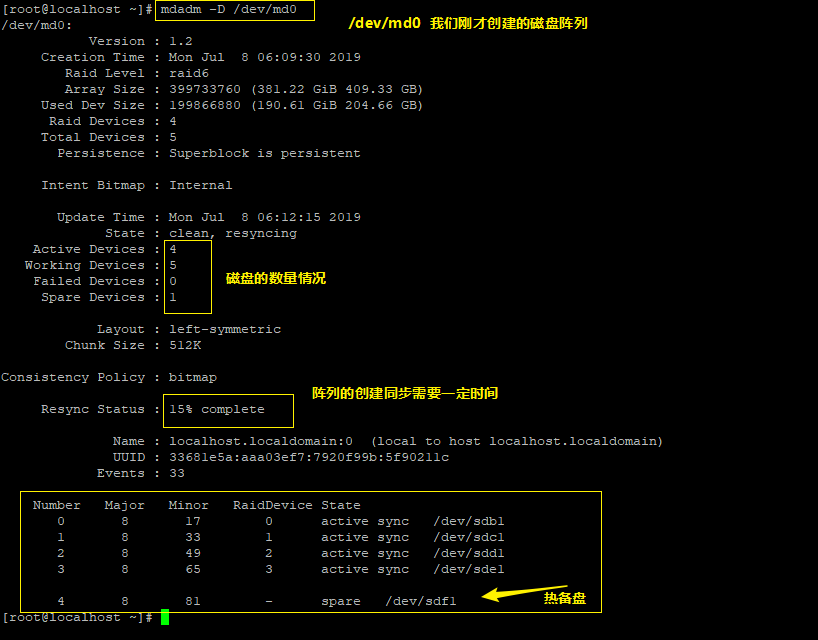 [root@localhost ~]# mdadm -D /dev/md0
/dev/md0 我们刚才创建的磁盘阵列
/dev/md0:
Version : 1.2
Creation Time : Mon Jul  8 06:09:30 2019
Raid Level : raid6
Array Size : 399733760 (381.22 GiB 409.33 GB)
Used Dev Size : 199866880 (190.61 GiB 204.66 GB)
Raid Devices : 4
Total Devices : 5
Persistence : Superblock is persistent
Intent Bitmap : Internal
Update Time : Mon Jul  8 06:12:15 2019
State : clean, resyncing
Active Devices : 4
Working Devices : 5
Failed Devices : 0
Spare Devices : 1
磁盘的数量情况
Layout : left-symmetric
Chunk Size : 512K
Consistency Policy : bitmap
阵列的创建同步需要一定时间
Resync Status : 15% complete
Name : localhost.localdomain:0  (local to host localhost.localdomain)
UUID : 33681e5a:aaa03ef7:7920f99b:5f90211c
Events : 33
Number   Major   Minor   RaidDevice State
0       8       17        0      active sync   /dev/sdb1
1       8       33        1      active sync   /dev/sdc1
2       8       49        2      active sync   /dev/sdd1
3       8       65        3      active sync   /dev/sde1
4       8       81        -      spare   /dev/sdf1
热备盘
[root@localhost ~]#